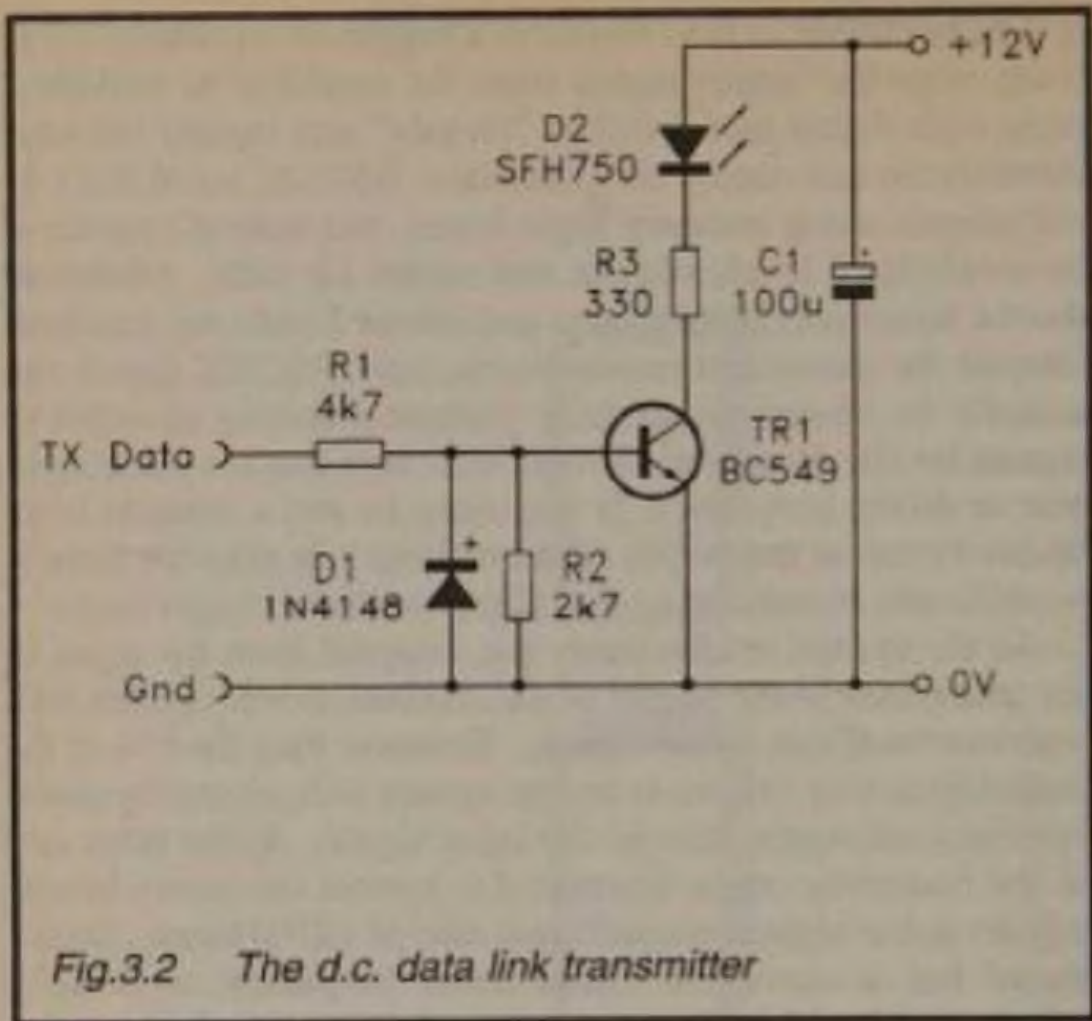 +12V
D2
SFH750
R3
330
C1
100u
+
R1
4k7
TX Data
TR1
BC549
D1
1N4148
+
R2
2k7
Gnd
0V
Fig.3.2 The d.c. data link transmitter